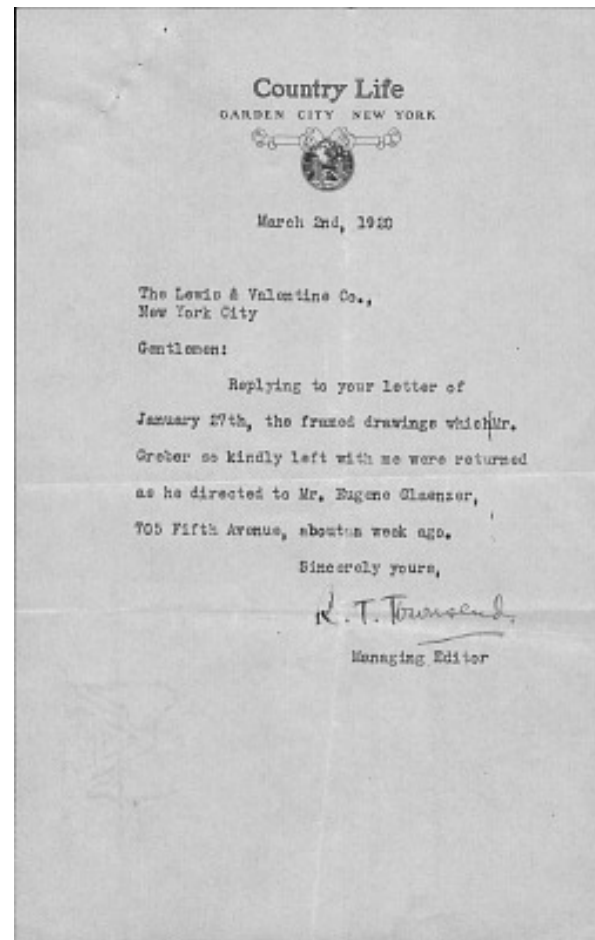 Country Life
GARDEN CITY NEW YORK
March 2nd, 1920
The Lewis & Valentine Co.,
New York City
Gentlemen:
Replying to your letter of
January 27th, the framed drawings which Mr.
Greber so kindly left with me were returned
as he directed to Mr. Eugene Glaenzer,
705 Fifth Avenue, about a week ago.
Sincerely yours,
R. T. Townsend.
Managing Editor